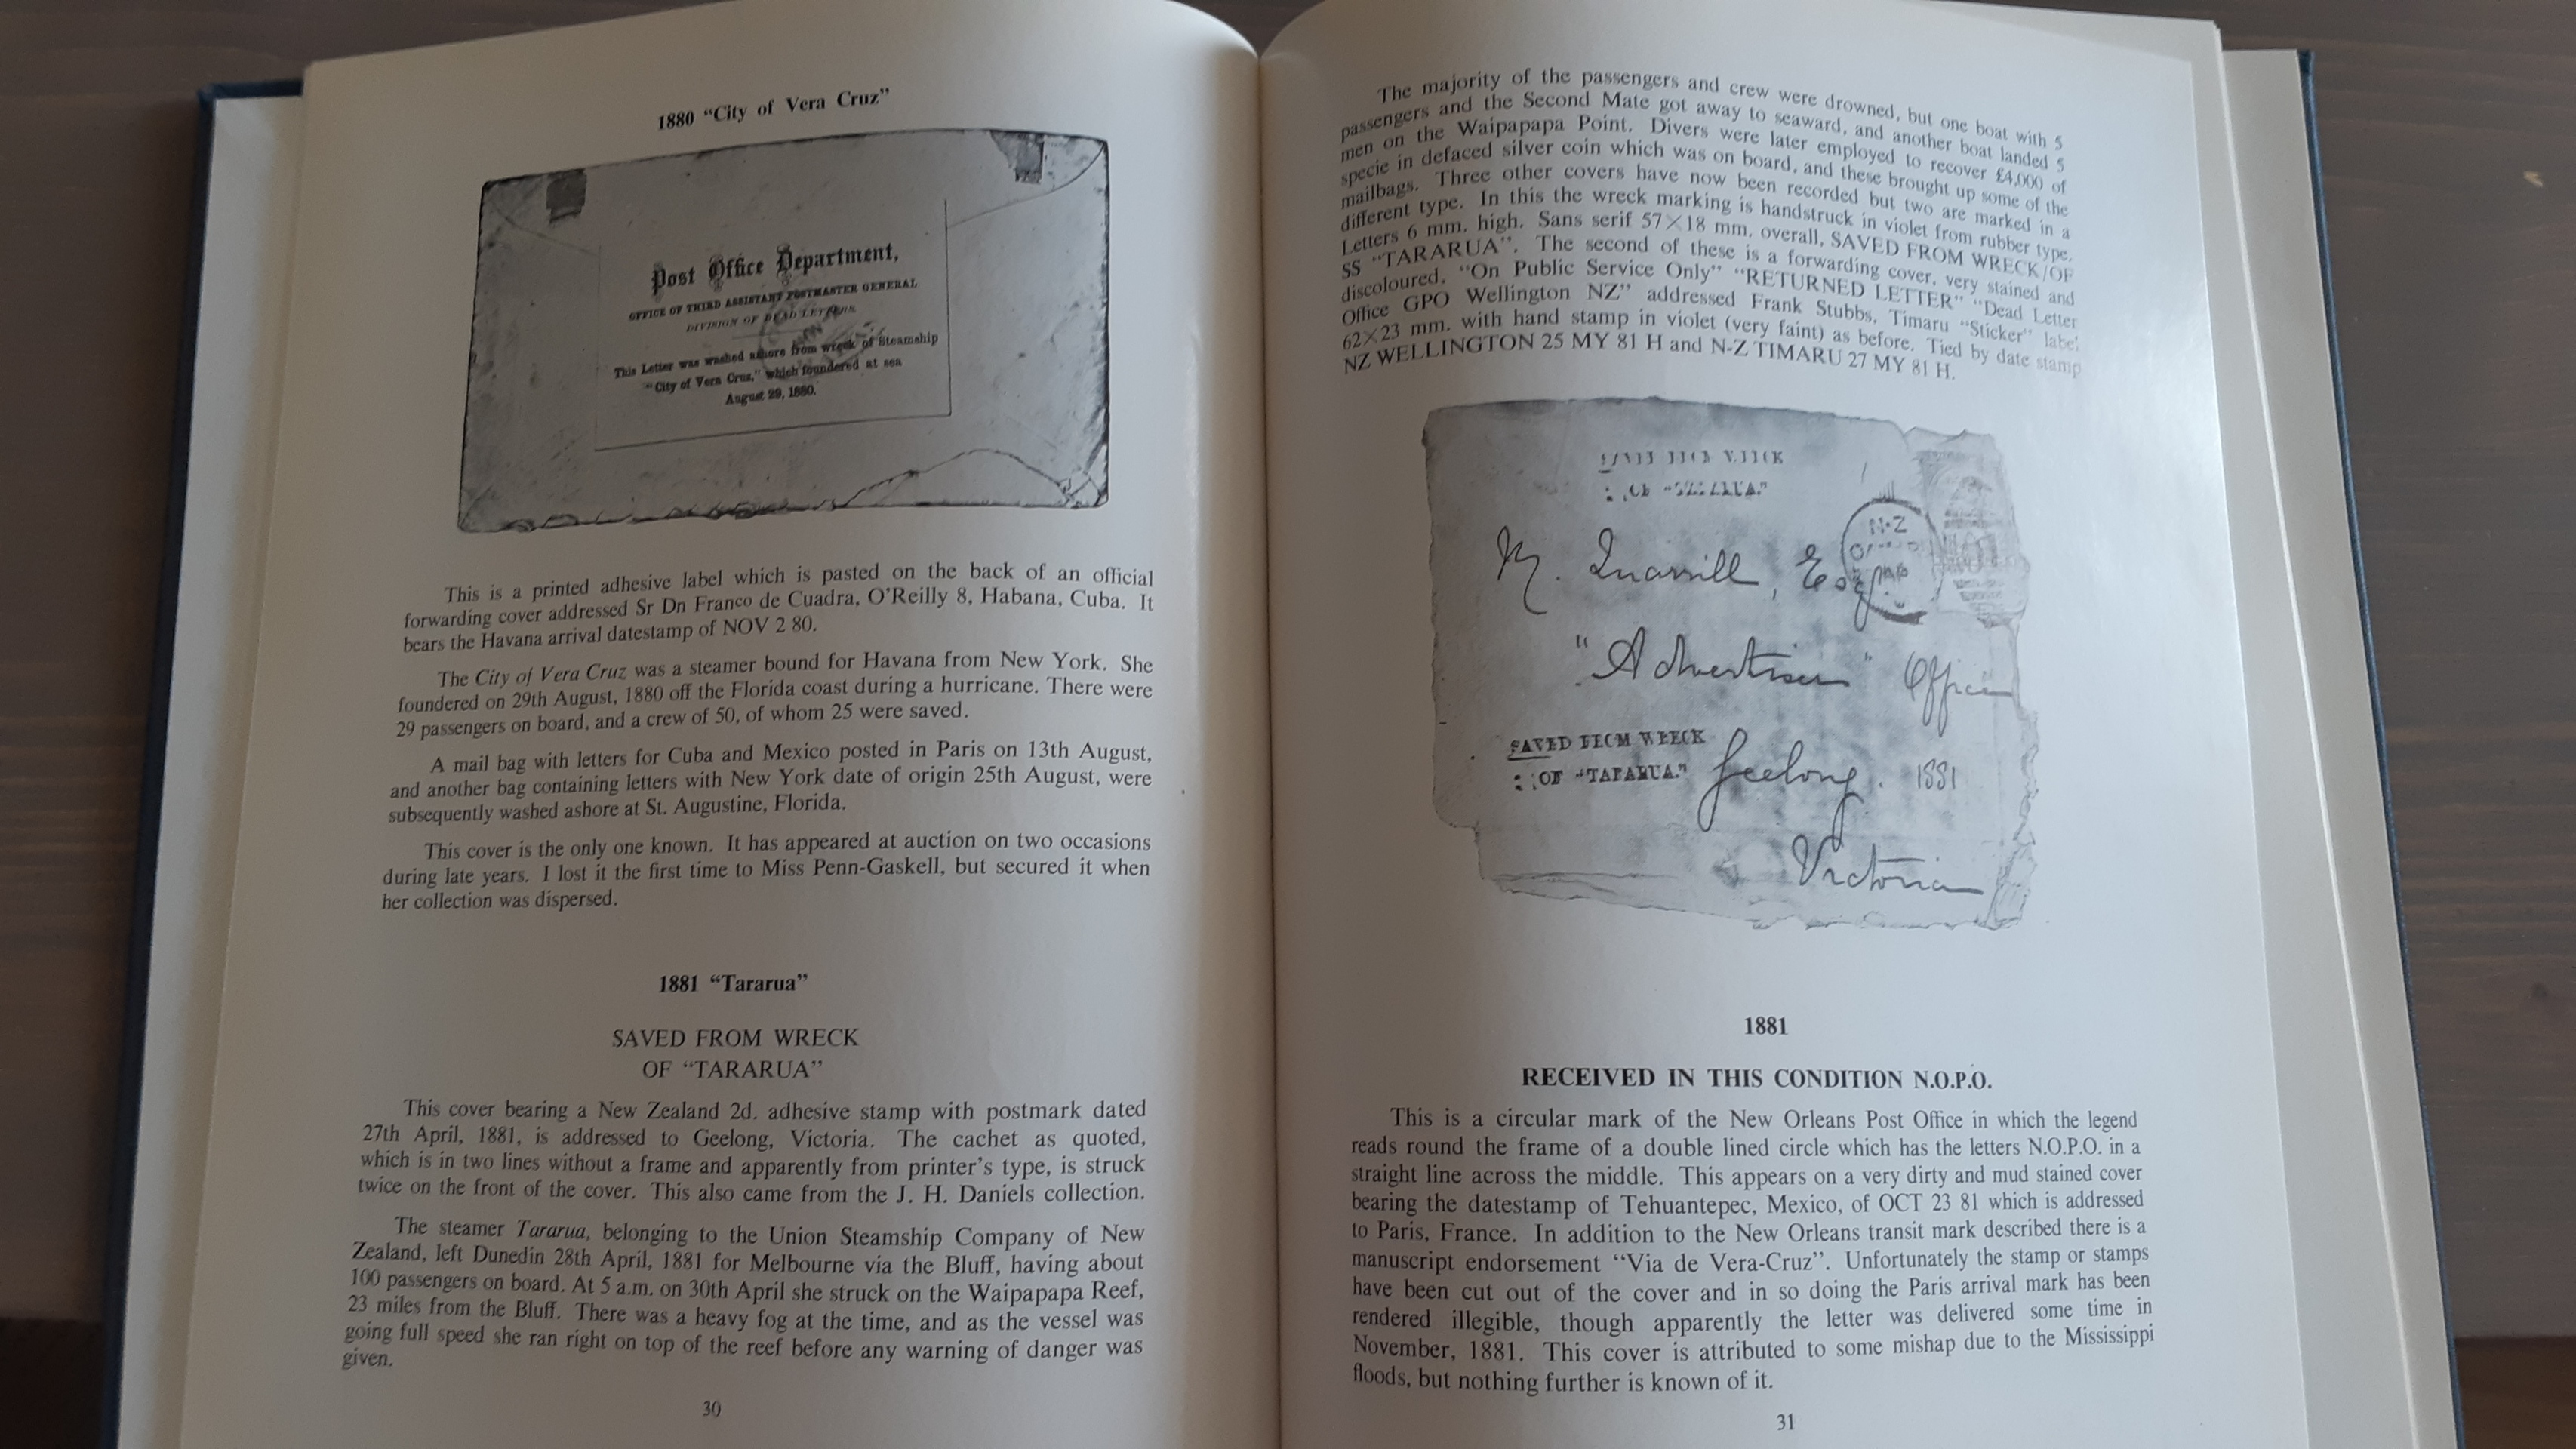 1880 “City of Vera Cruz”
Post Office Department,
OFFICE OF THIRD ASSISTANT POSTMASTER GENERAL
DIVISION OF DEAD LETTERS.
This Letter was washed ashore from wreck of Steamship
“City of Vera Cruz,” which foundered at sea
August 29, 1880.
This is a printed adhesive label which is pasted on the back of an official
forwarding cover addressed Sr Dn Franco de Cuadra, O’Reilly 8, Habana, Cuba. It
bears the Havana arrival datestamp of NOV 2 80.
The City of Vera Cruz was a steamer bound for Havana from New York. She
foundered on 29th August, 1880 off the Florida coast during a hurricane. There were
29 passengers on board, and a crew of 50, of whom 25 were saved.
A mail bag with letters for Cuba and Mexico posted in Paris on 13th August,
and another bag containing letters with New York date of origin 25th August, were
subsequently washed ashore at St. Augustine, Florida.
This cover is the only one known. It has appeared at auction on two occasions
during late years. I lost it the first time to Miss Penn-Gaskell, but secured it when
her collection was dispersed.
1881 “Tararua”
SAVED FROM WRECK
OF “TARARUA”
This cover bearing a New Zealand 2d. adhesive stamp with postmark dated
27th April, 1881, is addressed to Geelong, Victoria. The cachet as quoted,
which is in two lines without a frame and apparently from printer’s type, is struck
twice on the front of the cover. This also came from the J. H. Daniels collection.
The steamer Tararua, belonging to the Union Steamship Company of New
Zealand, left Dunedin 28th April, 1881 for Melbourne via the Bluff, having about
100 passengers on board. At 5 a.m. on 30th April she struck on the Waipapapa Reef,
23 miles from the Bluff. There was a heavy fog at the time, and as the vessel was
going full speed she ran right on top of the reef before any warning of danger was
given.
30
The majority of the passengers and crew were drowned, but one boat with 5
passengers and the Second Mate got away to seaward, and another boat landed 5
men on the Waipapapa Point. Divers were later employed to recover £4,000 of
specie in defaced silver coin which was on board, and these brought up some of the
mailbags. Three other covers have now been recorded but two are marked in a
different type. In this the wreck marking is handstruck in violet from rubber type.
Letters 6 mm. high. Sans serif 57×18 mm. overall, SAVED FROM WRECK/OF
SS “TARARUA”. The second of these is a forwarding cover, very stained and
discoloured. “On Public Service Only” “RETURNED LETTER” “Dead Letter
Office GPO Wellington NZ” addressed Frank Stubbs, Timaru “Sticker” label
62×23 mm. with hand stamp in violet (very faint) as before. Tied by date stamp
NZ WELLINGTON 25 MY 81 H and N-Z TIMARU 27 MY 81 H.
N·Z
Esq
“Advertiser” Office
SAVED FROM WRECK
OF “TARARUA.”
Geelong. 1881
Victoria
1881
RECEIVED IN THIS CONDITION N.O.P.O.
This is a circular mark of the New Orleans Post Office in which the legend
reads round the frame of a double lined circle which has the letters N.O.P.O. in a
straight line across the middle. This appears on a very dirty and mud stained cover
bearing the datestamp of Tehuantepec, Mexico, of OCT 23 81 which is addressed
to Paris, France. In addition to the New Orleans transit mark described there is a
manuscript endorsement “Via de Vera-Cruz”. Unfortunately the stamp or stamps
have been cut out of the cover and in so doing the Paris arrival mark has been
rendered illegible, though apparently the letter was delivered some time in
November, 1881. This cover is attributed to some mishap due to the Mississippi
floods, but nothing further is known of it.
31